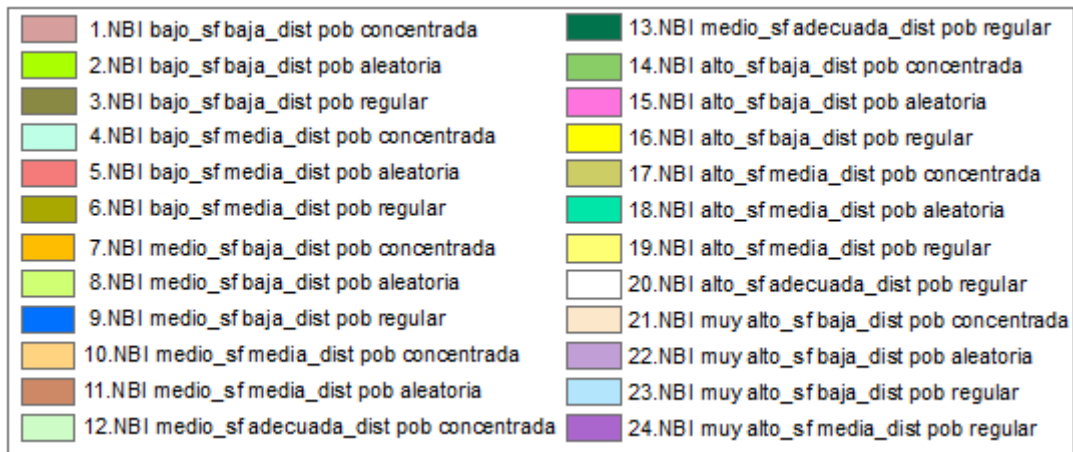 1.NBI bajo_sf baja_dist pob concentrada
2.NBI bajo_sf baja_dist pob aleatoria
3.NBI bajo_sf baja_dist pob regular
4.NBI bajo_sf media_dist pob concentrada
5.NBI bajo_sf media_dist pob aleatoria
6.NBI bajo_sf media_dist pob regular
7.NBI medio_sf baja_dist pob concentrada
8.NBI medio_sf baja_dist pob aleatoria
9.NBI medio_sf baja_dist pob regular
10.NBI medio_sf media_dist pob concentrada
11.NBI medio_sf media_dist pob aleatoria
12.NBI medio_sf adecuada_dist pob concentrada
13.NBI medio_sf adecuada_dist pob regular
14.NBI alto_sf baja_dist pob concentrada
15.NBI alto_sf baja_dist pob aleatoria
16.NBI alto_sf baja_dist pob regular
17.NBI alto_sf media_dist pob concentrada
18.NBI alto_sf media_dist pob aleatoria
19.NBI alto_sf media_dist pob regular
20.NBI alto_sf adecuada_dist pob regular
21.NBI muy alto_sf baja_dist pob concentrada
22.NBI muy alto_sf baja_dist pob aleatoria
23.NBI muy alto_sf baja_dist pob regular
24.NBI muy alto_sf media_dist pob regular